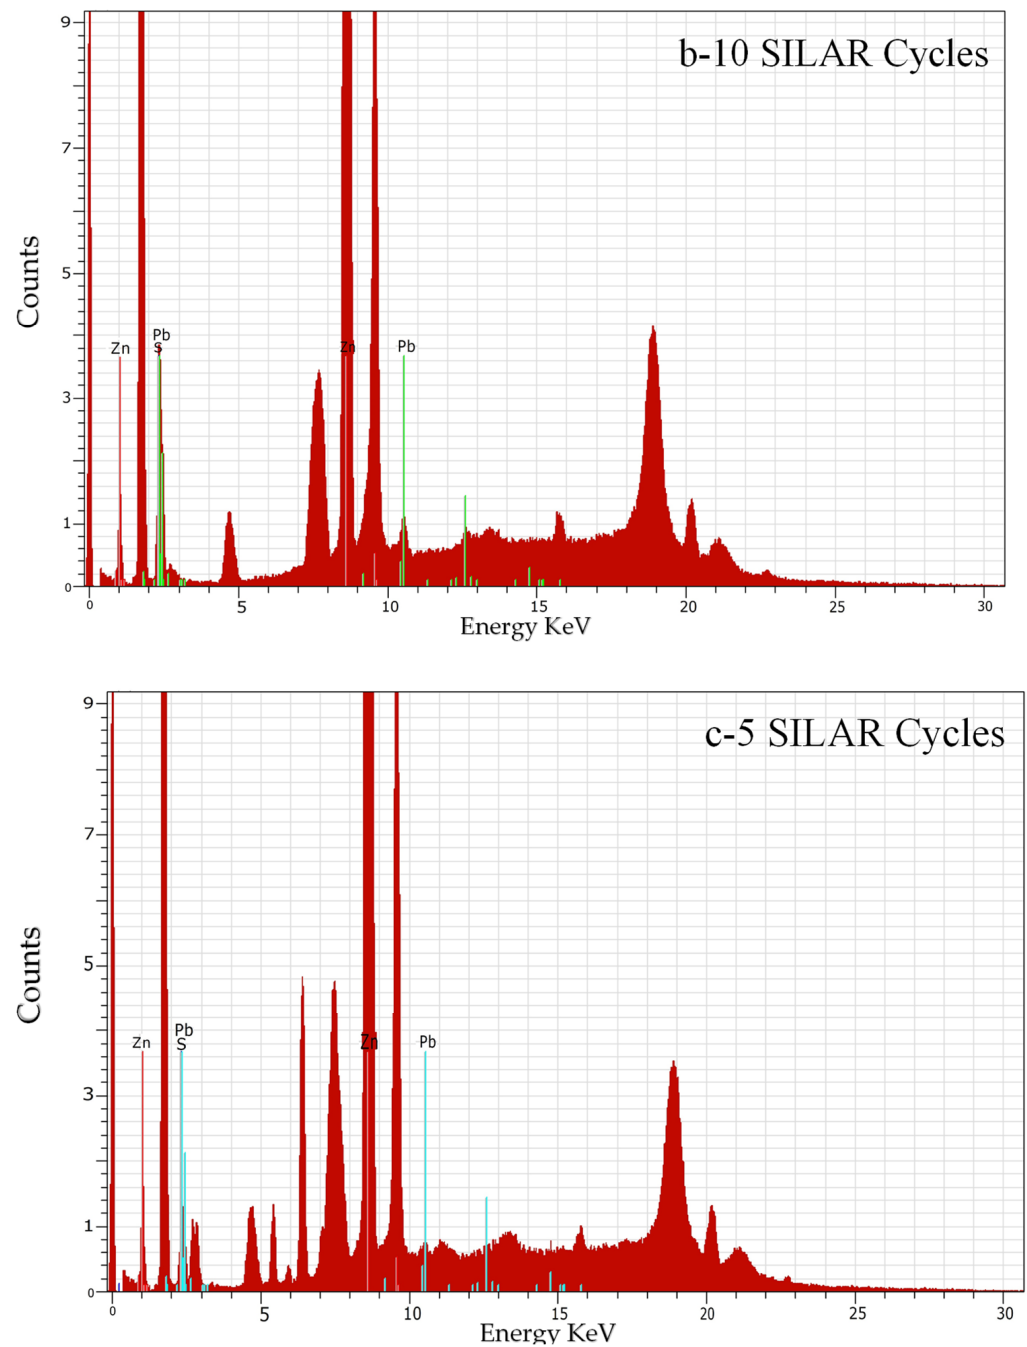 b-10 SILAR Cycles
9
7
5
3
1
0
Counts
Zn
Pb
S
Zn
Pb
0 5 10 15 20 25 30
Energy KeV
c-5 SILAR Cycles
9
7
5
3
1
0
Counts
Zn
Pb
S
Zn
Pb
0 5 10 15 20 25 30
Energy KeV